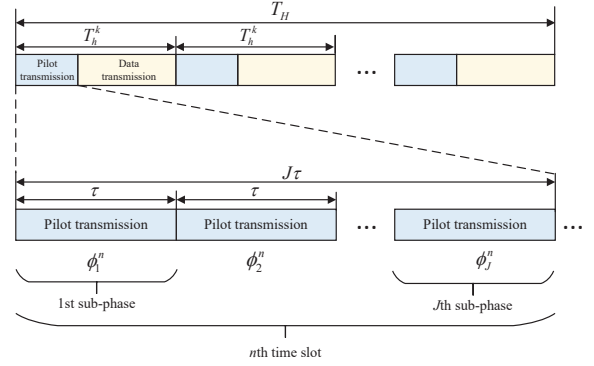 T_H
T_h^k T_h^k
Pilot transmission Data transmission ...
Jτ
τ τ
Pilot transmission Pilot transmission ... Pilot transmission ...
ϕ_1^n ϕ_2^n ϕ_J^n
1st sub-phase Jth sub-phase
nth time slot